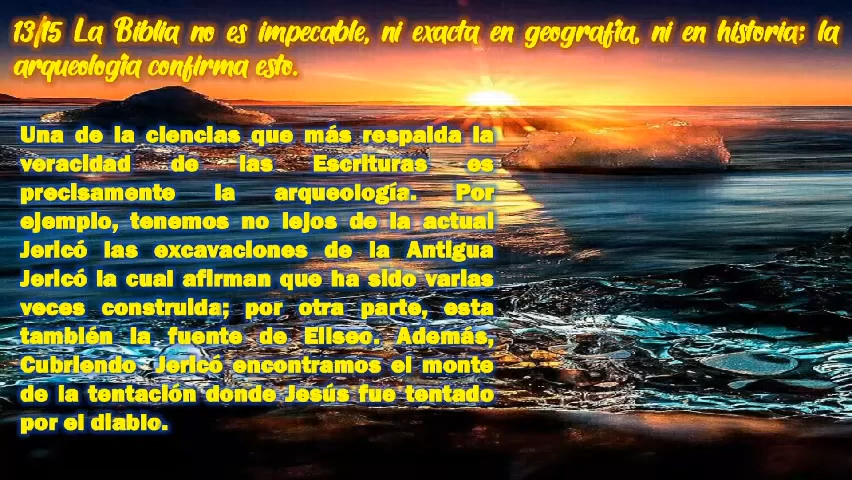 13/15 La Biblia no es impecable, ni exacta en geografía, ni en historia; la
arqueología confirma esto.
Una de la ciencias que más respalda la
veracidad de las Escrituras es
precisamente la arqueología. Por
ejemplo, tenemos no lejos de la actual
Jericó las excavaciones de la Antigua
Jericó la cual afirman que ha sido varias
veces construida; por otra parte, esta
también la fuente de Eliseo. Además,
Cubriendo Jericó encontramos el monte
de la tentación donde Jesús fue tentado
por el diablo.